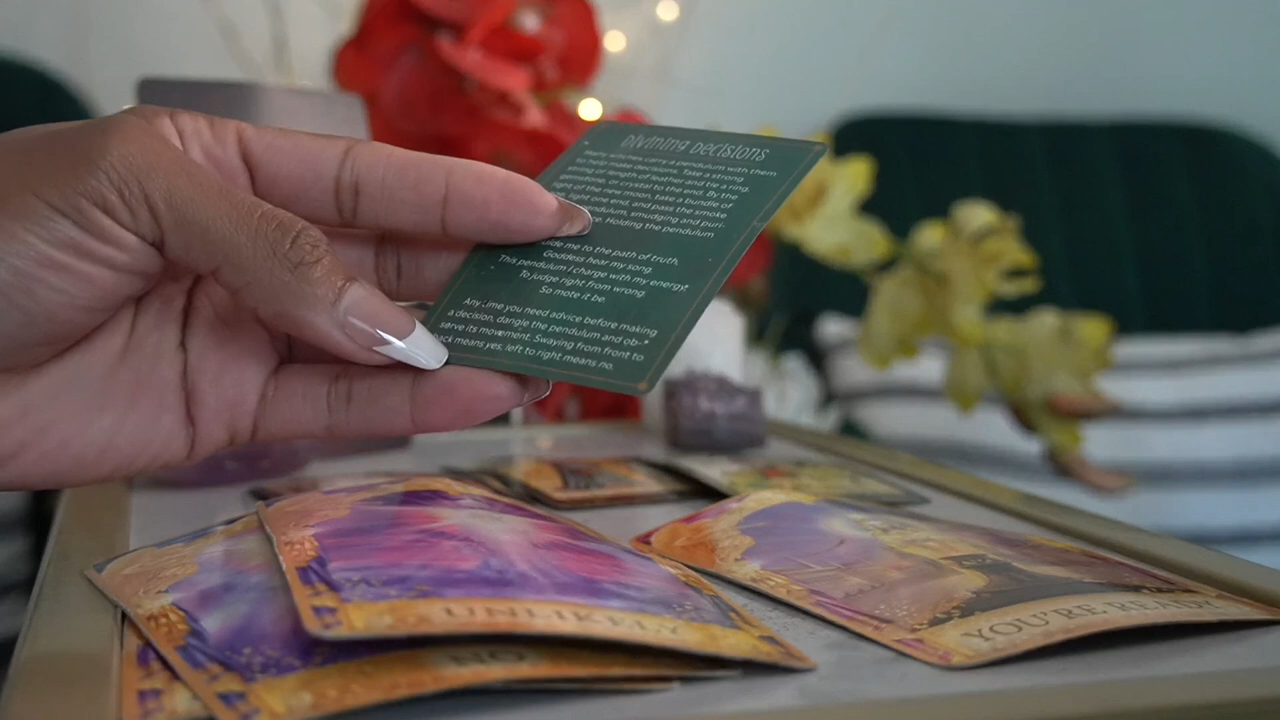 DIVINING DECISIONS
Many witches carry a pendulum with them
to help make decisions. Take a strong
string or length of leather and tie a ring,
gemstone, or crystal to the end. By the
light of the new moon, take a bundle of
light one end, and pass the smoke
pendulum, smudging and puri-
Holding the pendulum
me to the path of truth,
Goddess hear my song.
This pendulum I charge with my energy
To judge right from wrong
So mote it be.
Any time you need advice before making
a decision, dangle the pendulum and ob-
serve its movement. Swaying from front to
back means yes; left to right means no.
UNLIKELY
NO
YOU'RE READY